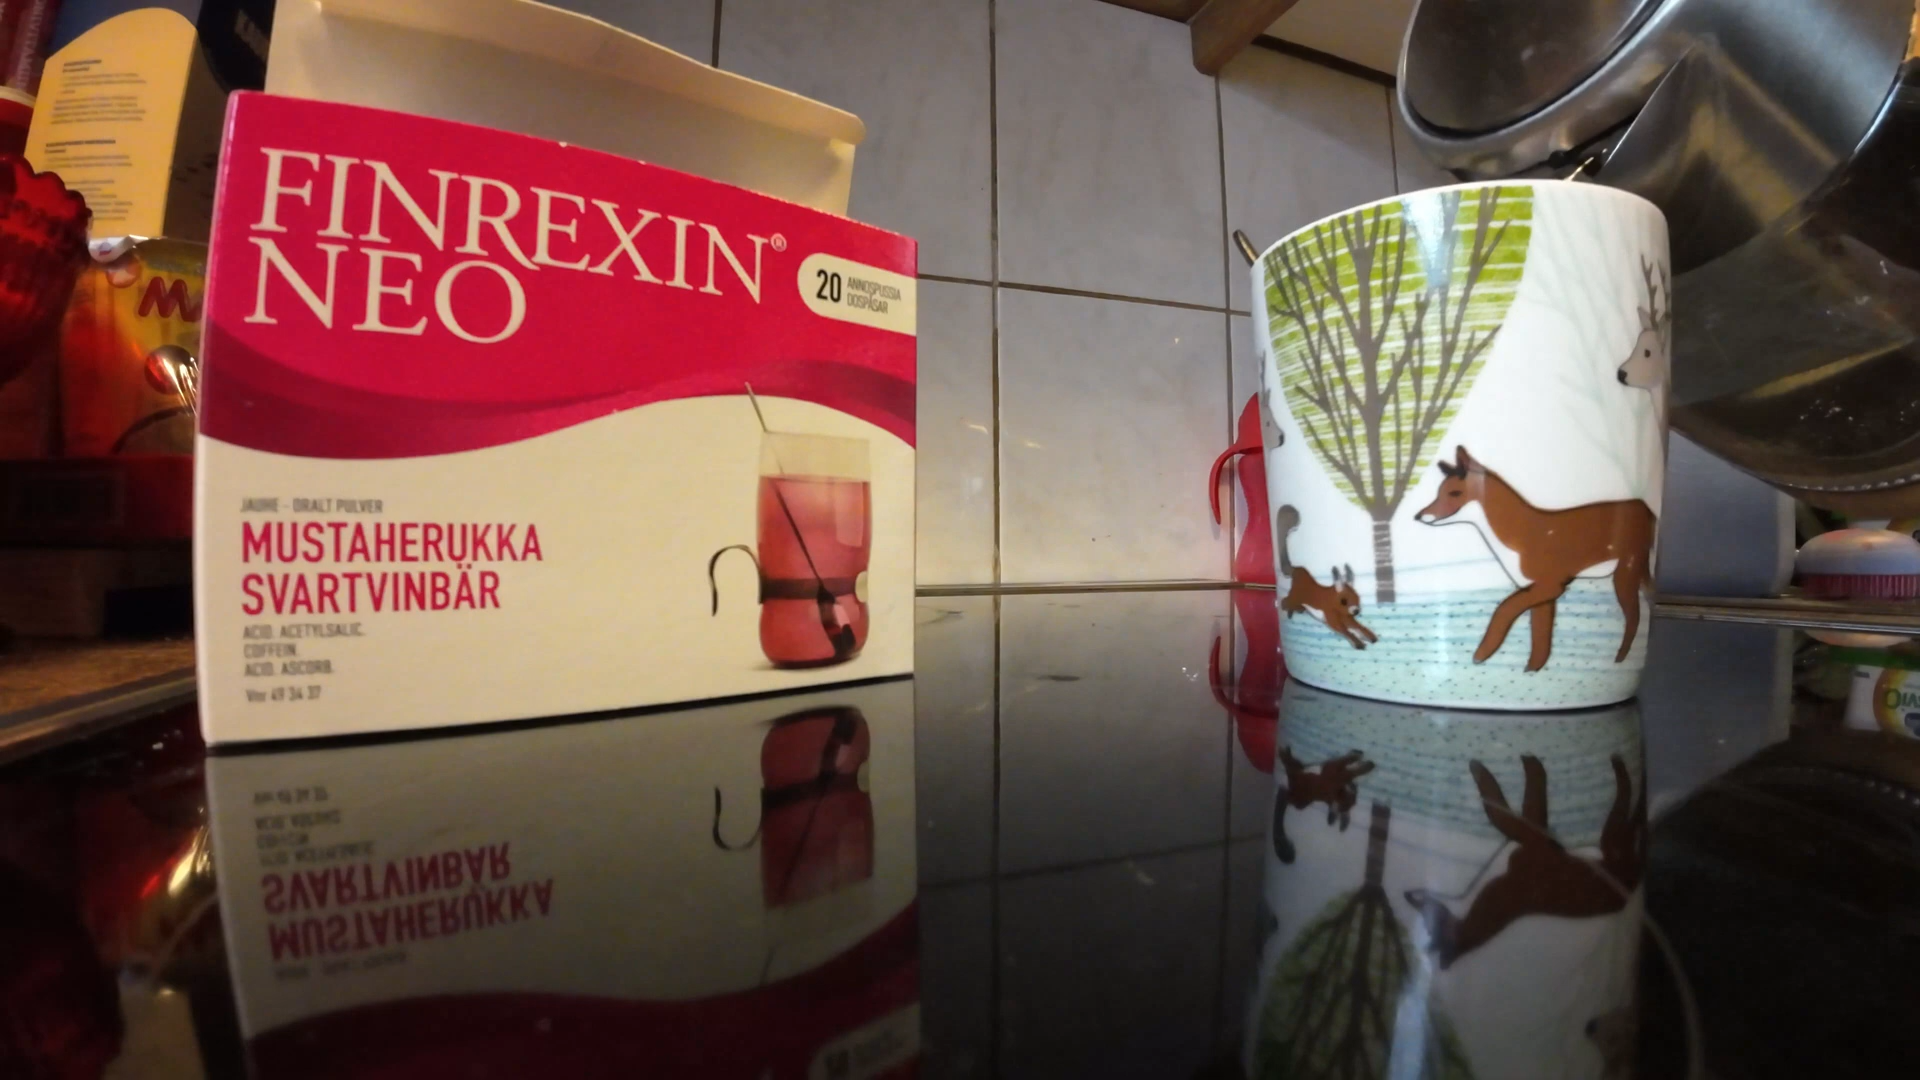 FINREXIN®
NEO
20 ANNOSPUSSIA
DOSPÅSAR
JAUHE - ORALT PULVER
MUSTAHERUKKA
SVARTVINBÄR
ACID. ACETYLSALIC.
COFFEIN.
ACID. ASCORB.
Vnr 49 34 37